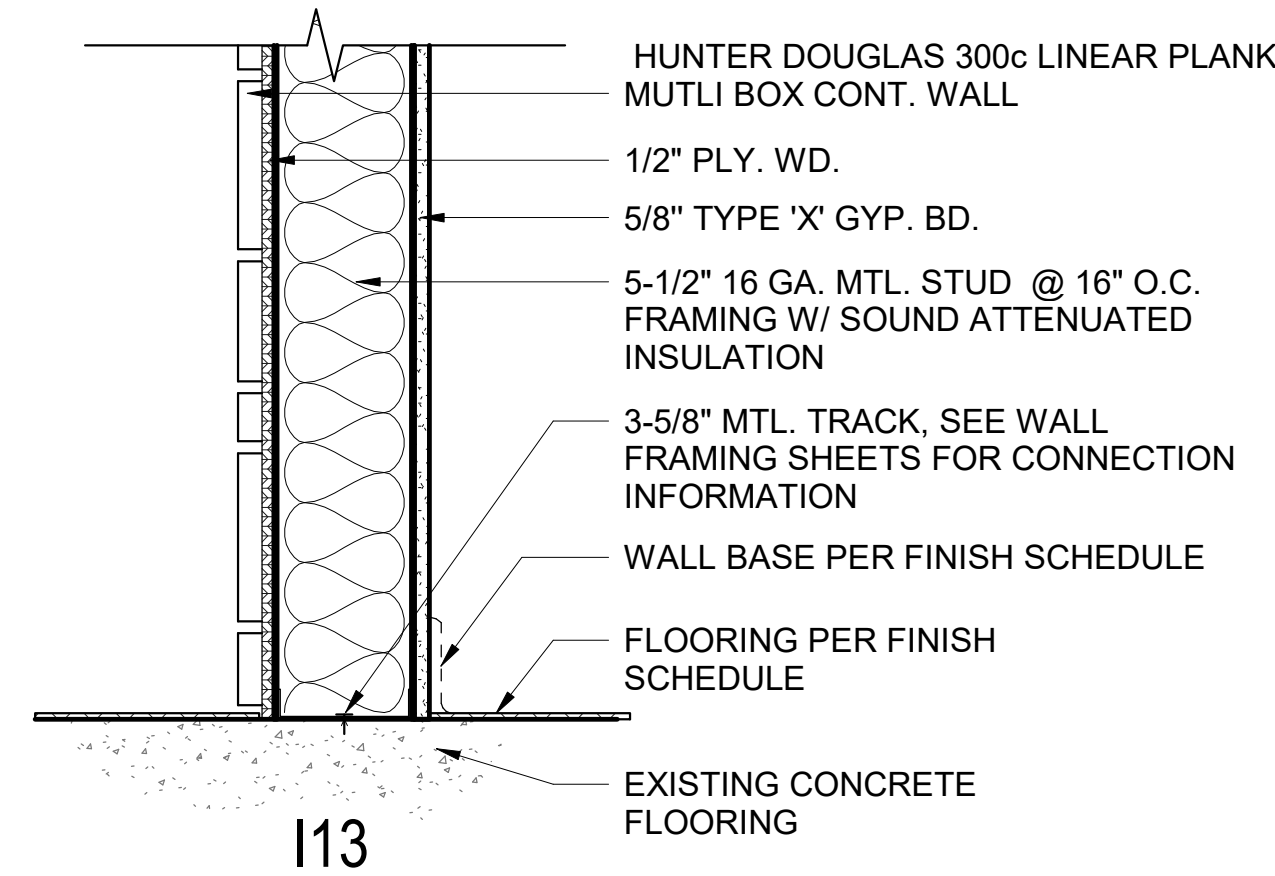 HUNTER DOUGLAS 300c LINEAR PLANK
MUTLI BOX CONT. WALL
1/2" PLY. WD.
5/8" TYPE 'X' GYP. BD.
5-1/2" 16 GA. MTL. STUD @ 16" O.C.
FRAMING W/ SOUND ATTENUATED
INSULATION
3-5/8" MTL. TRACK, SEE WALL
FRAMING SHEETS FOR CONNECTION
INFORMATION
WALL BASE PER FINISH SCHEDULE
FLOORING PER FINISH
SCHEDULE
EXISTING CONCRETE
FLOORING
I13